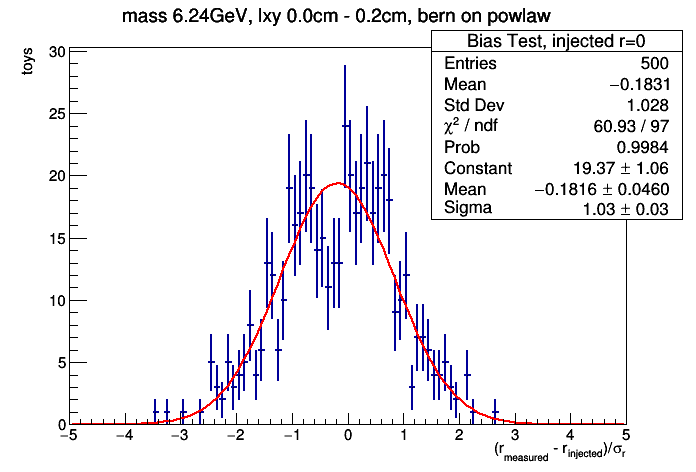 mass 6.24GeV, lxy 0.0cm - 0.2cm, bern on powlaw
Bias Test, injected r=0
Entries 500
Mean −0.1831
Std Dev 1.028
χ² / ndf 60.93 / 97
Prob 0.9984
Constant 19.37 ± 1.06
Mean −0.1816 ± 0.0460
Sigma 1.03 ± 0.03
toys
30
25
20
15
10
5
0
−5 −4 −3 −2 −1 0 1 2 3 4 5
(r_measured - r_injected)/σ_r